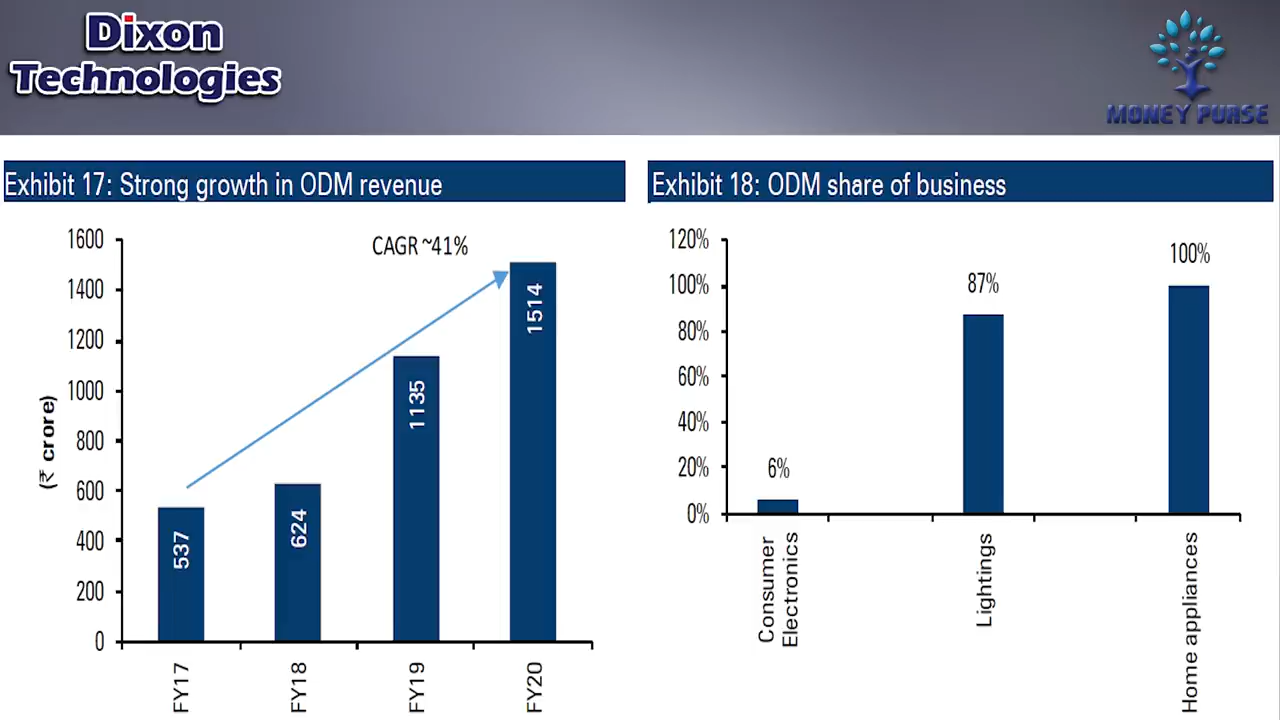 Dixon
Technologies
MONEY PURSE
Exhibit 17: Strong growth in ODM revenue
1600
1400
1200
1000
800
600
400
200
0
(₹ crore)
CAGR ~41%
537
624
1135
1514
FY17
FY18
FY19
FY20
Exhibit 18: ODM share of business
120%
100%
80%
60%
40%
20%
0%
6%
87%
100%
Consumer
Electronics
Lightings
Home appliances